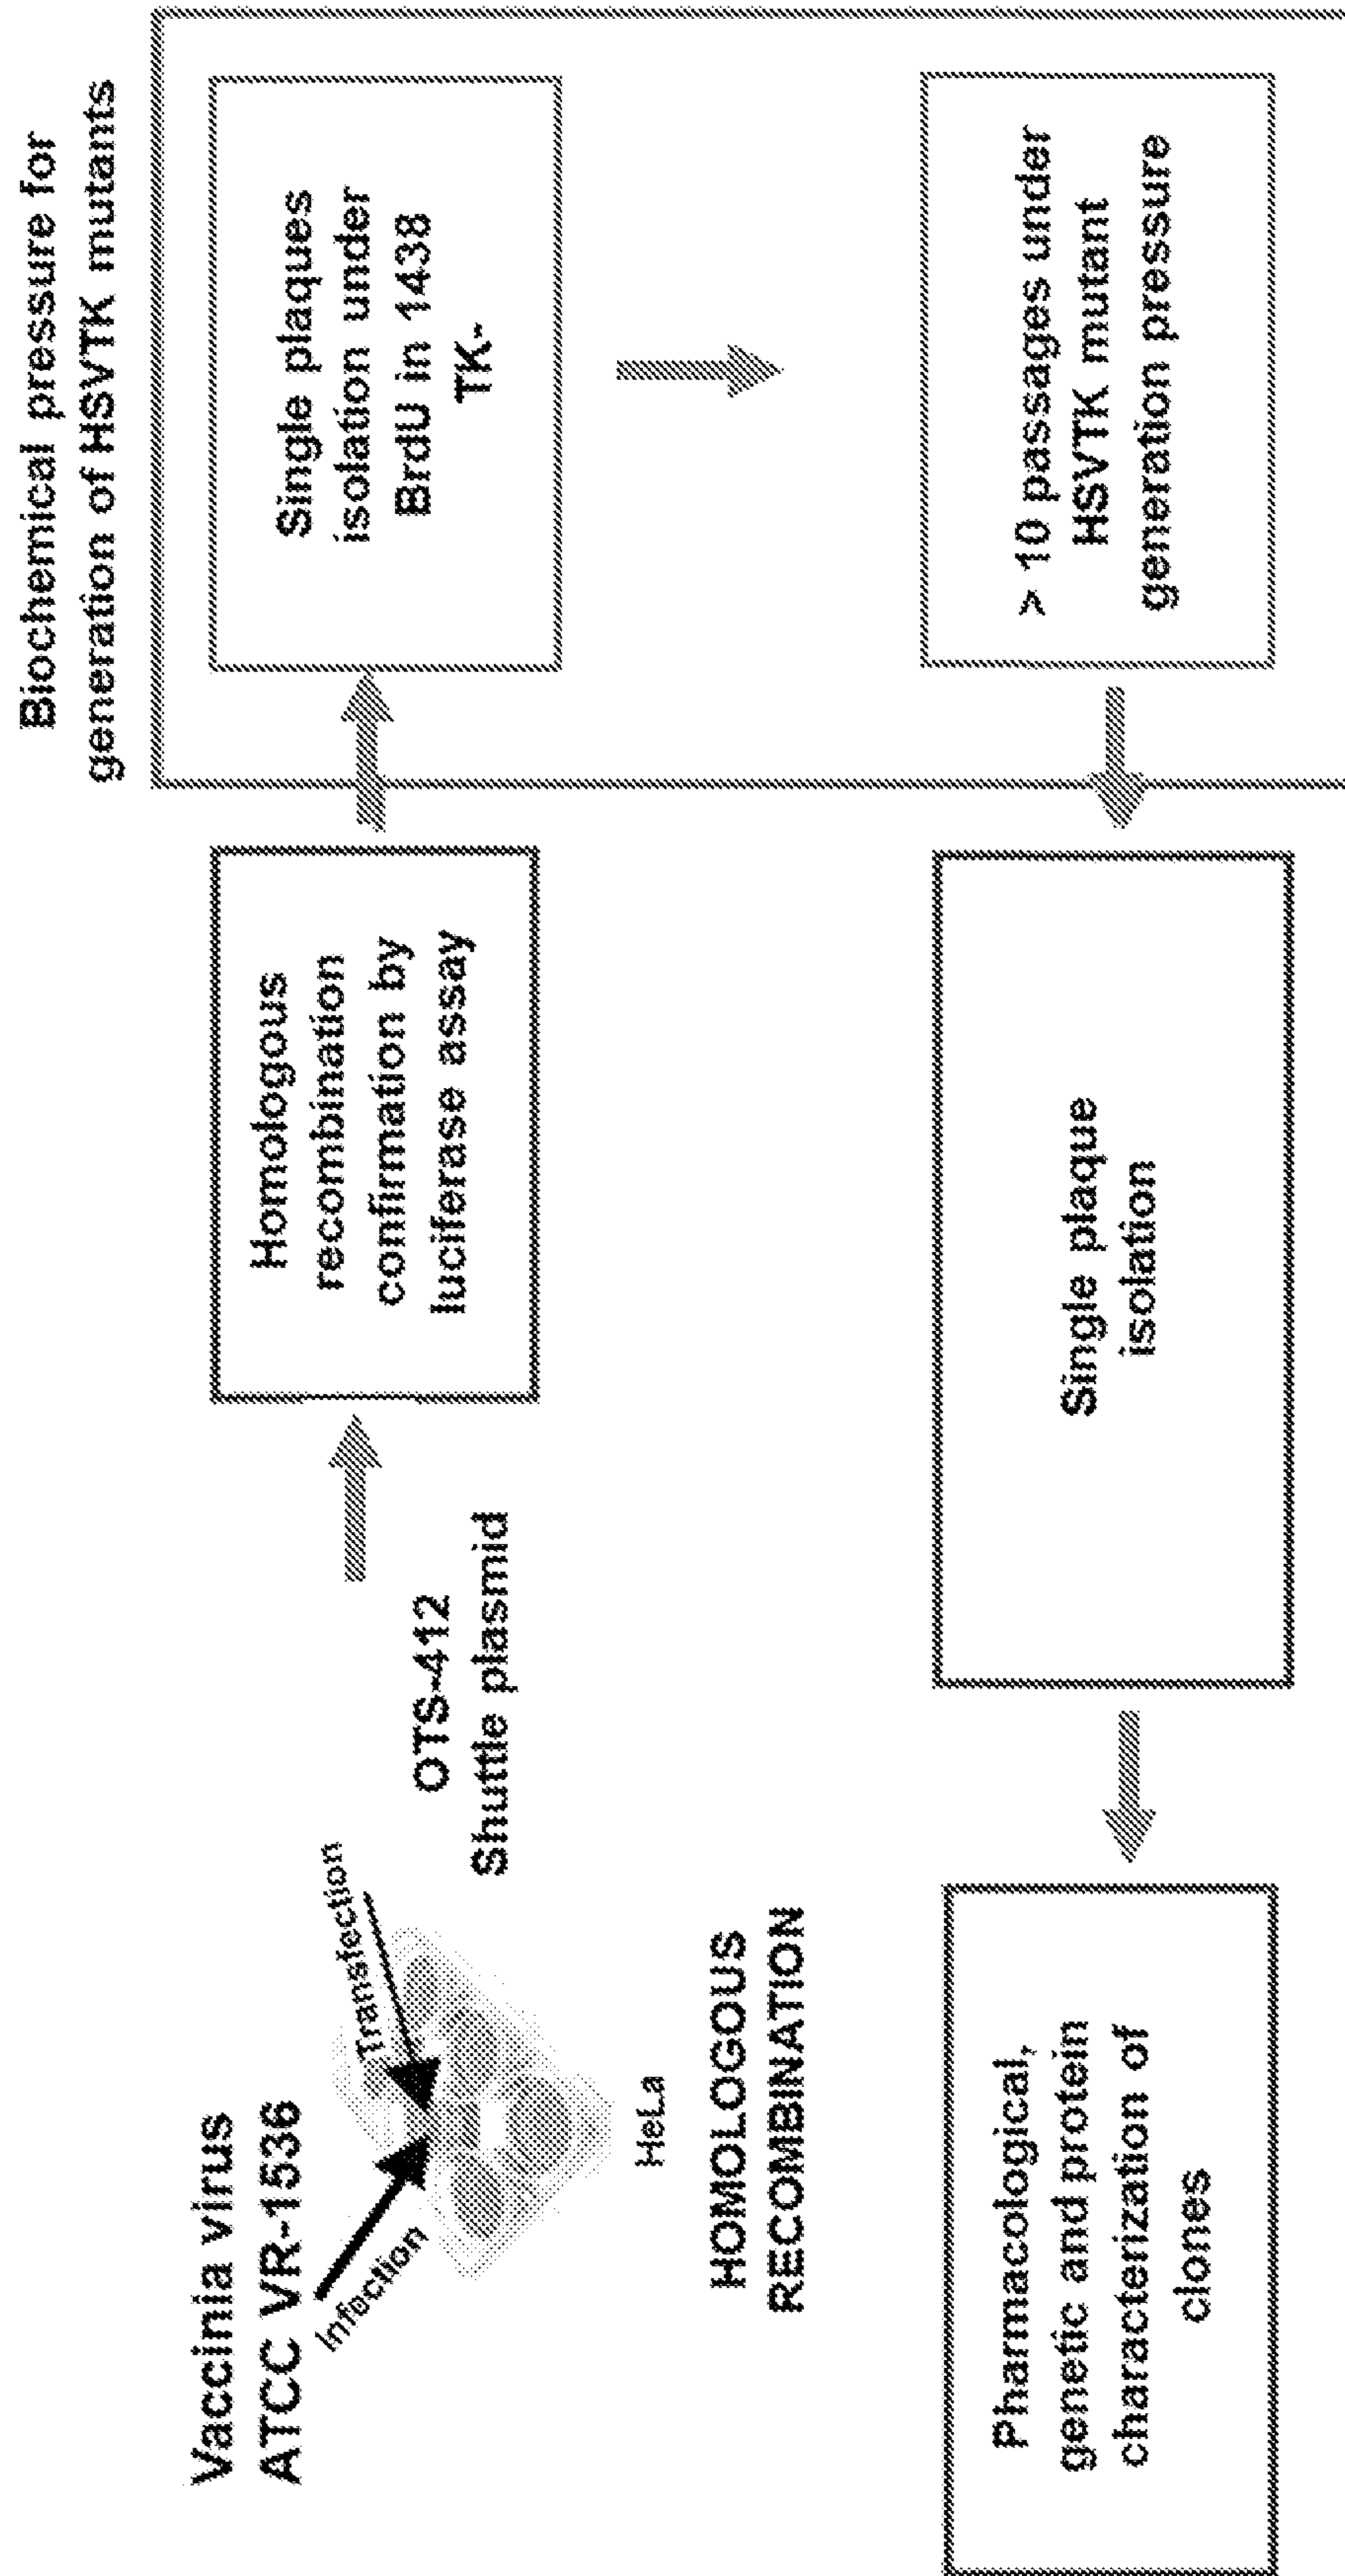 Vaccinia virus
ATCC VR-1536
Infection
Transfection
HeLa
OTS-412
Shuttle plasmid
HOMOLOGOUS
RECOMBINATION
Homologous
recombination
confirmation by
luciferase assay
Biochemical pressure for
generation of HSVTK mutants
Single plaques
isolation under
BrdU in 1438
TK-
> 10 passages under
HSVTK mutant
generation pressure
Single plaque
isolation
Pharmacological,
genetic and protein
characterization of
clones